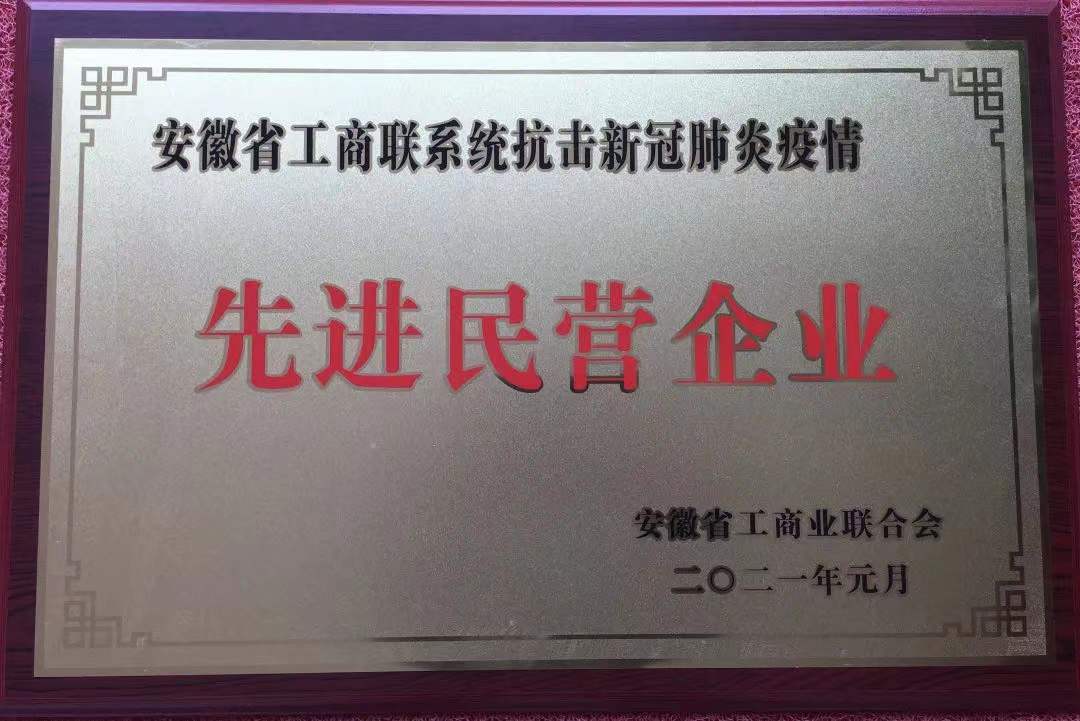 安徽省工商联系统抗击新冠肺炎疫情
先进民营企业
安徽省工商业联合会
二〇二一年元月